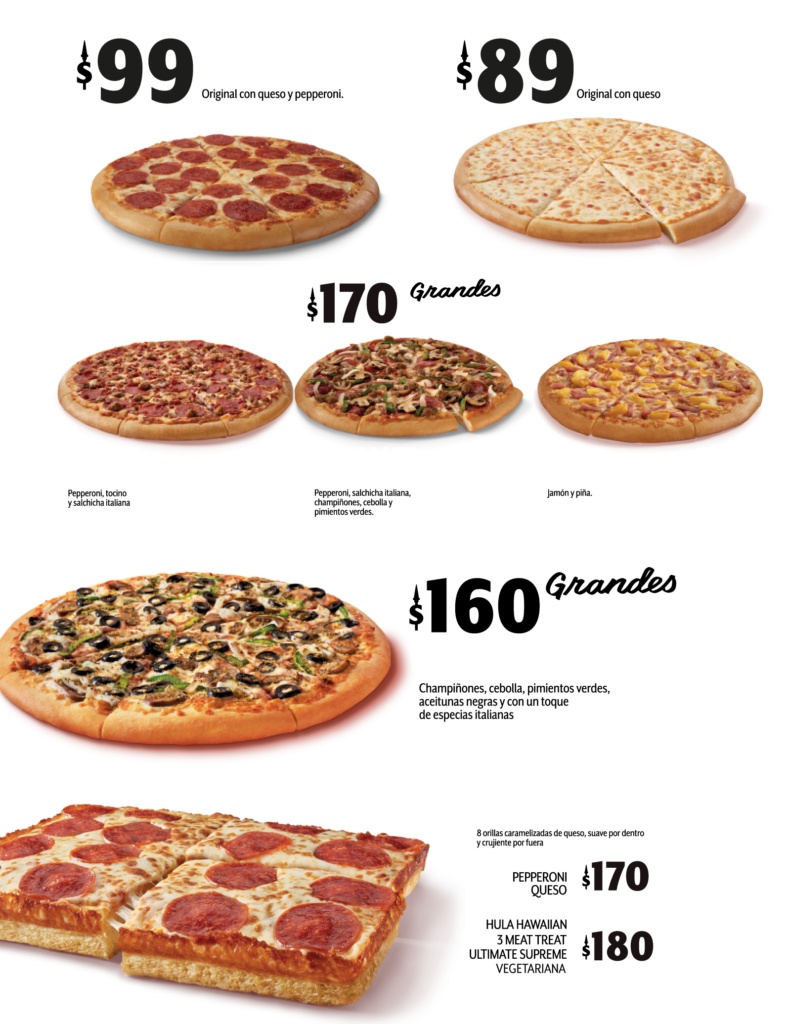 $99 Original con queso y pepperoni.
$89 Original con queso
$170 Grandes
Pepperoni, tocino
y salchicha italiana
Pepperoni, salchicha italiana,
champiñones, cebolla y
pimientos verdes.
Jamón y piña.
$160 Grandes
Champiñones, cebolla, pimientos verdes,
aceitunas negras y con un toque
de especias italianas
8 orillas caramelizadas de queso, suave por dentro
y crujiente por fuera
PEPPERONI
QUESO
$170
HULA HAWAIIAN
3 MEAT TREAT
ULTIMATE SUPREME
VEGETARIANA
$180